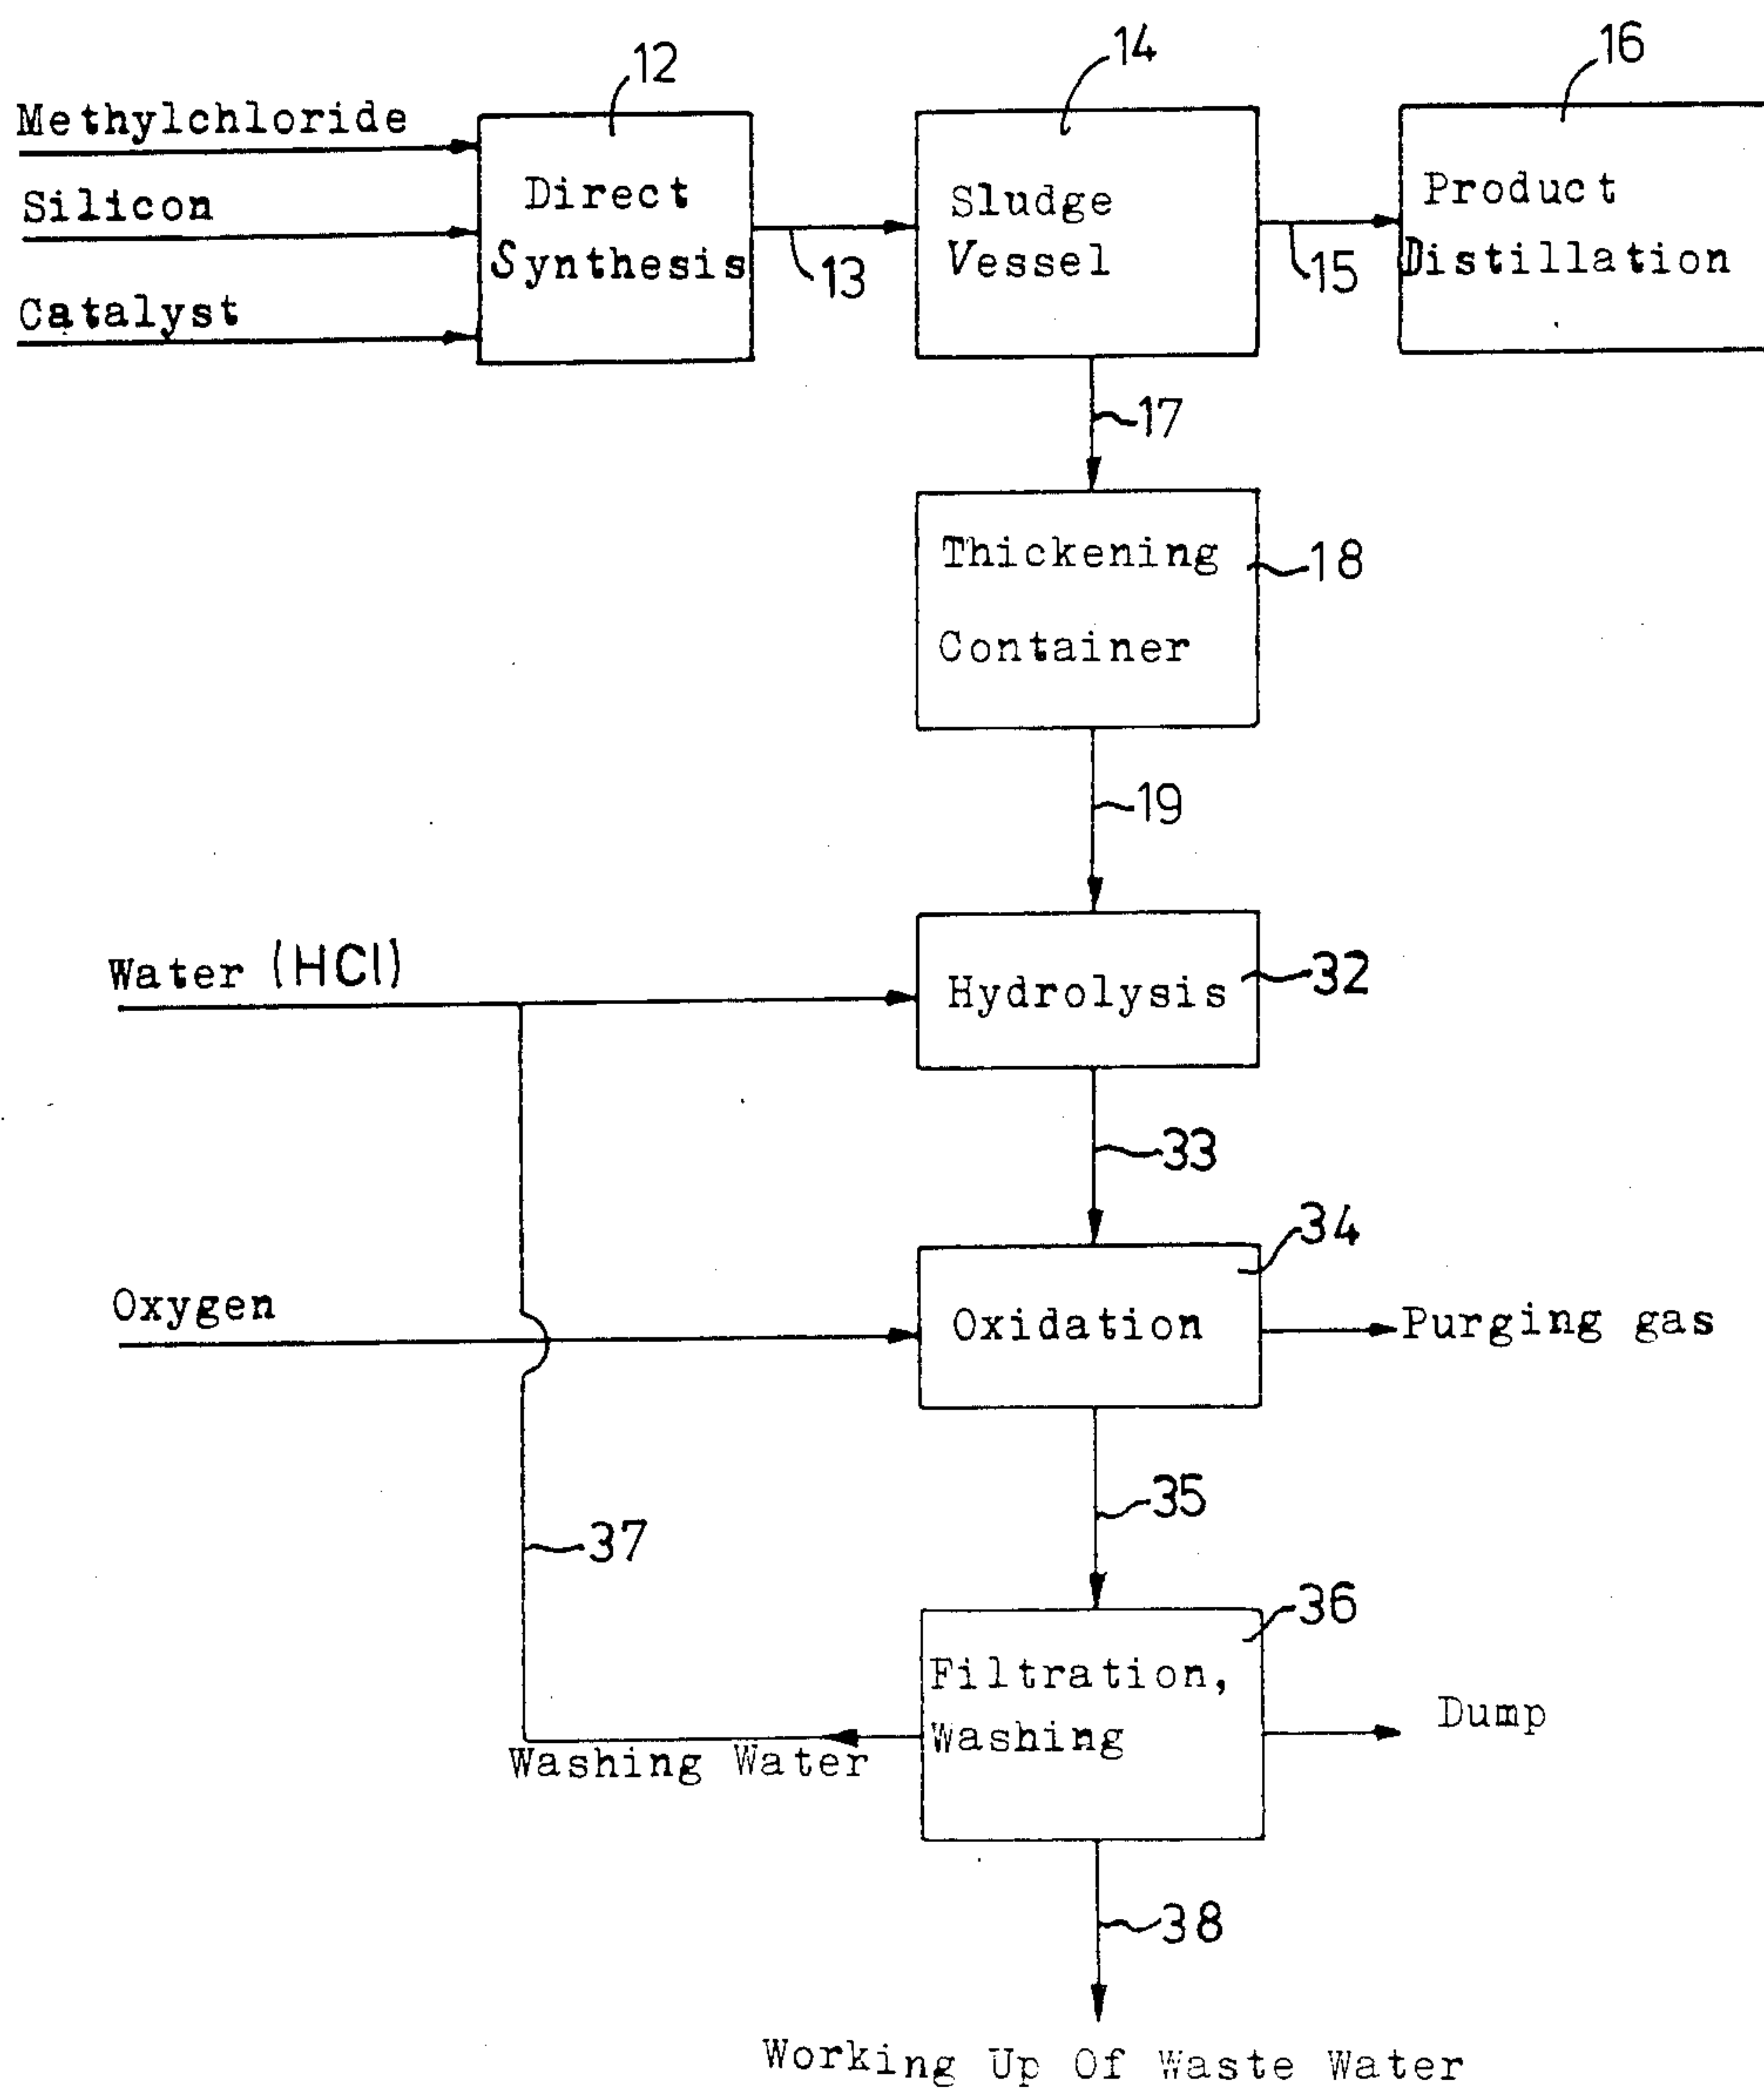 12
14
16
Methylchloride
Silicon
Catalyst
Direct
Synthesis
13
Sludge
Vessel
15
Product
Distillation
17
Thickening
Container
18
19
Water (HCl)
Hydrolysis
32
33
34
Oxygen
Oxidation
Purging gas
35
37
36
Filtration,
Washing
Dump
Washing Water
38
Working Up Of Waste Water